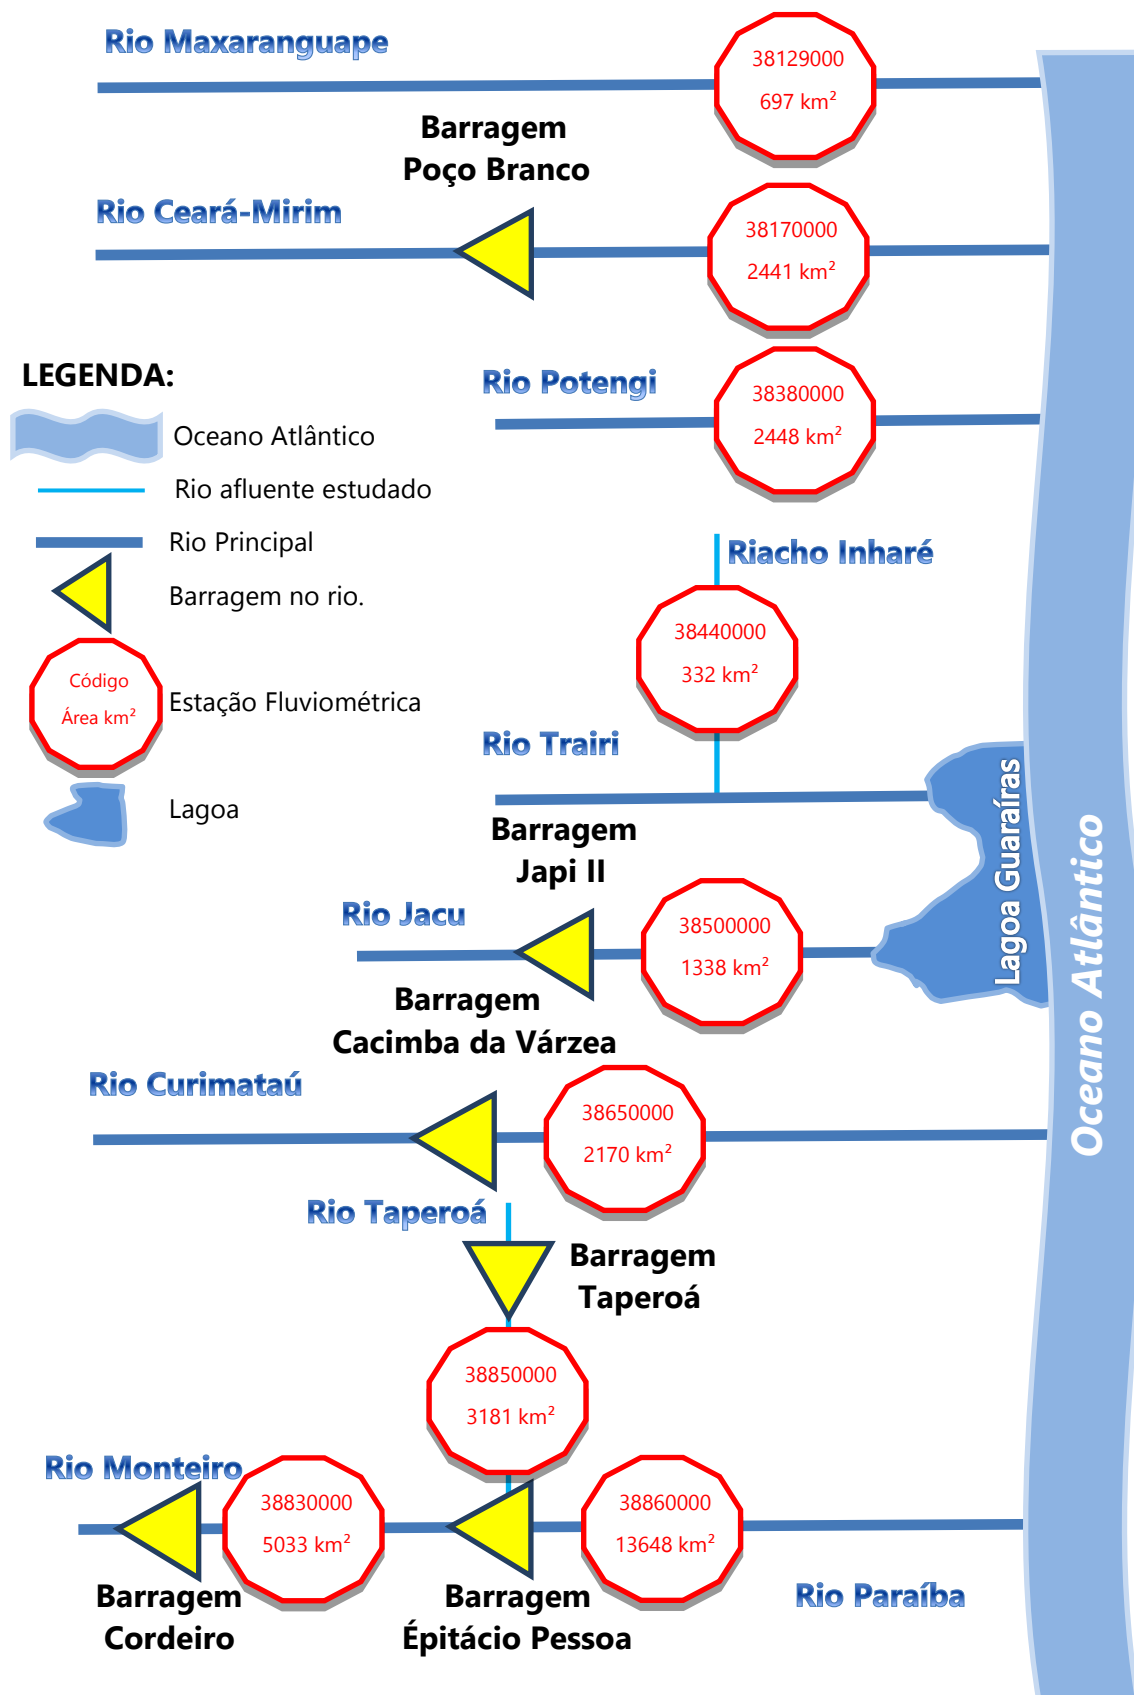 Rio Maxaranguape
38129000
697 km²
Barragem
Poço Branco
Rio Ceará-Mirim
38170000
2441 km²
LEGENDA:
Oceano Atlântico
Rio afluente estudado
Rio Principal
Barragem no rio.
Código
Área km²
Estação Fluviométrica
Lagoa
Rio Potengi
38380000
2448 km²
Riacho Inharé
38440000
332 km²
Rio Trairi
Lagoa Guaraíras
Oceano Atlântico
Barragem
Japi II
Rio Jacu
38500000
1338 km²
Barragem
Cacimba da Várzea
Rio Curimataú
38650000
2170 km²
Rio Taperoá
Barragem
Taperoá
38850000
3181 km²
Rio Monteiro
38830000
5033 km²
38860000
13648 km²
Barragem
Cordeiro
Barragem
Épitácio Pessoa
Rio Paraíba